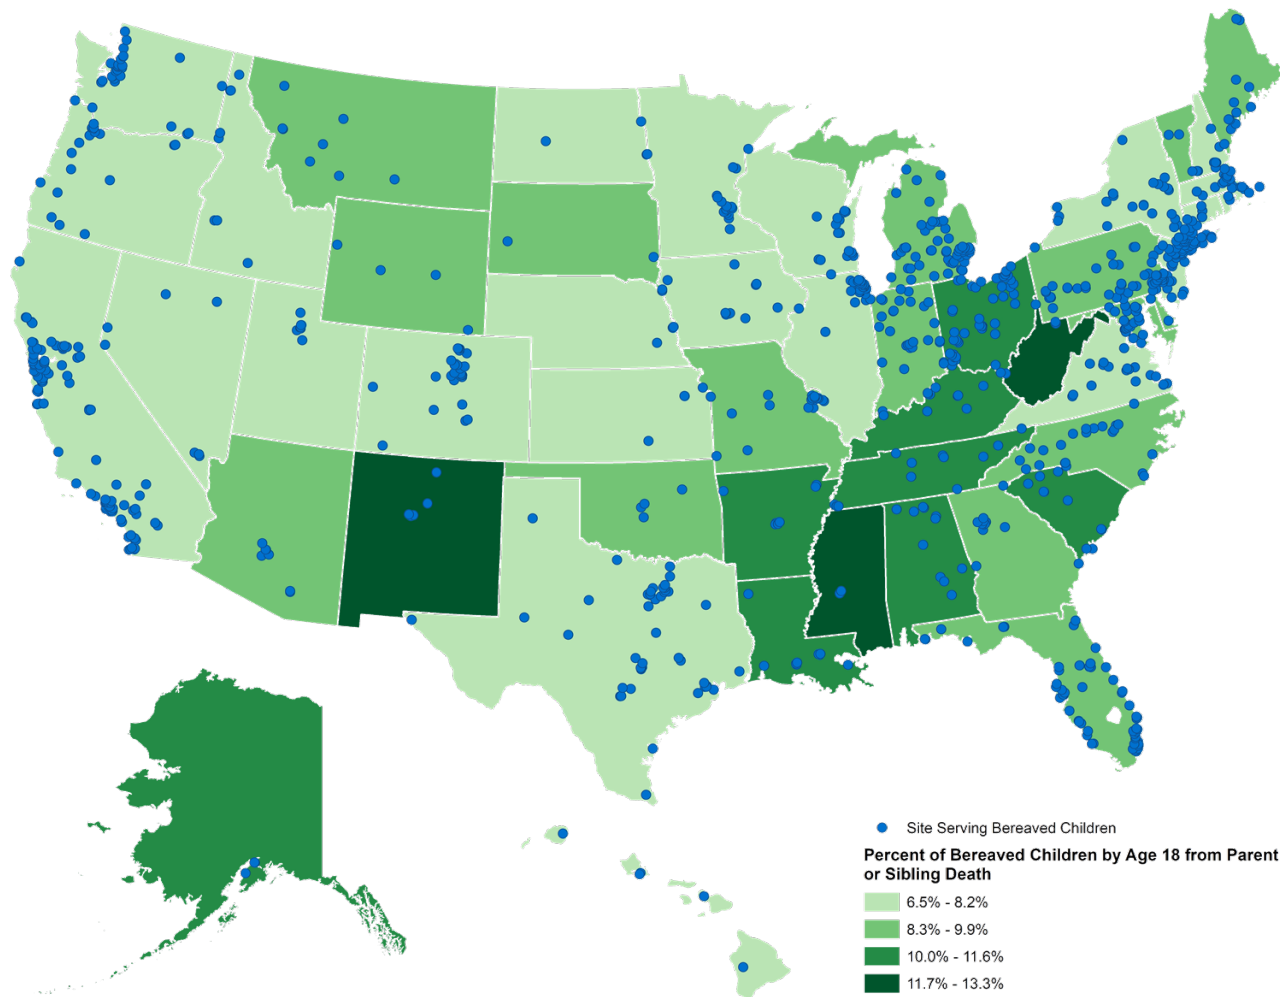 Site Serving Bereaved Children
Percent of Bereaved Children by Age 18 from Parent
or Sibling Death
6.5% - 8.2%
8.3% - 9.9%
10.0% - 11.6%
11.7% - 13.3%